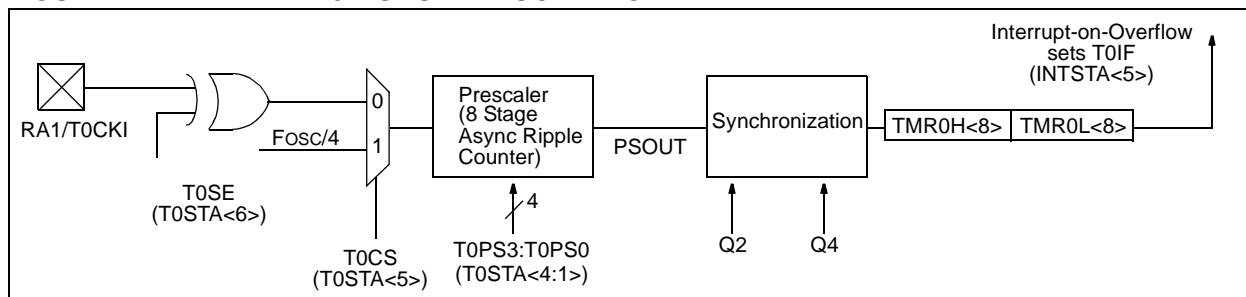 Interrupt-on-Overflow
sets T0IF
(INTSTA<5>)
RA1/T0CKI
0
1
FOSC/4
Prescaler
(8 Stage
Async Ripple
Counter)
PSOUT
Synchronization
TMR0H<8> TMR0L<8>
T0SE
(T0STA<6>)
4
T0CS
(T0STA<5>)
T0PS3:T0PS0
(T0STA<4:1>)
Q2 Q4